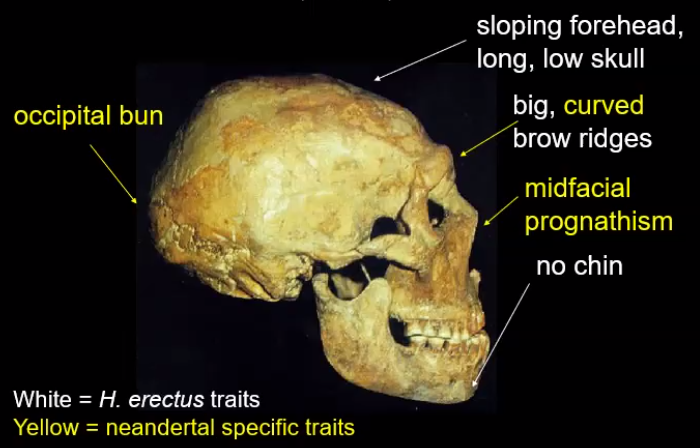 sloping forehead,
long, low skull
occipital bun
big, curved
brow ridges
midfacial
prognathism
no chin
White = H. erectus traits
Yellow = neandertal specific traits